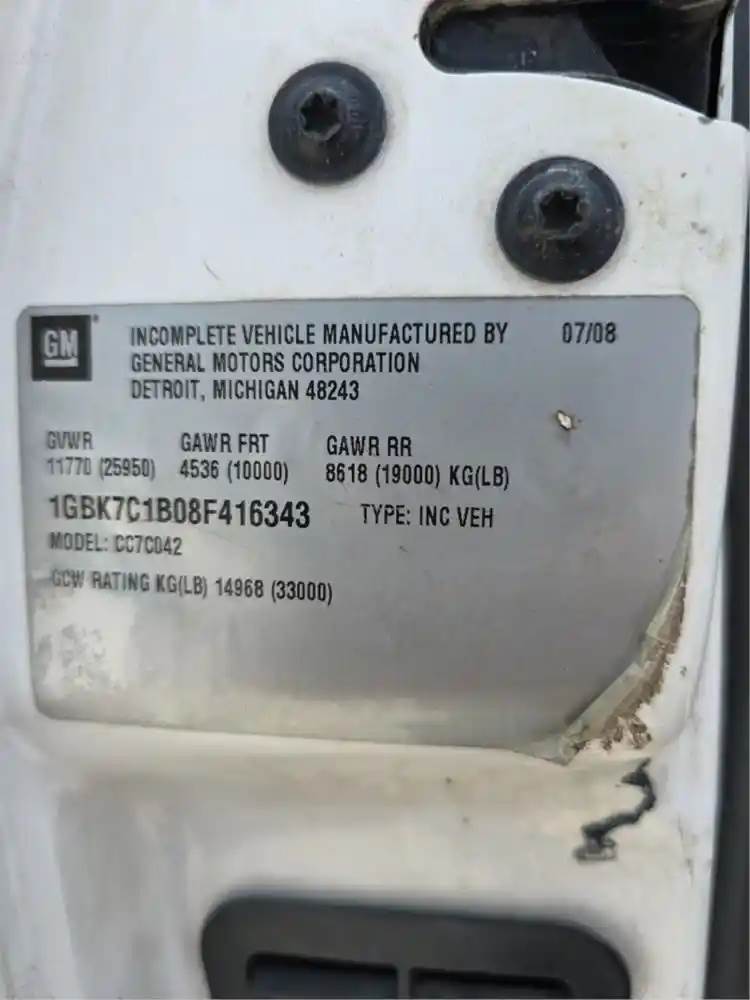 GM
INCOMPLETE VEHICLE MANUFACTURED BY 07/08
GENERAL MOTORS CORPORATION
DETROIT, MICHIGAN 48243
GVWR GAWR FRT GAWR RR
11770 (25950) 4536 (10000) 8618 (19000) KG(LB)
1GBK7C1B08F416343 TYPE: INC VEH
MODEL: CC7C042
GCW RATING KG(LB) 14968 (33000)